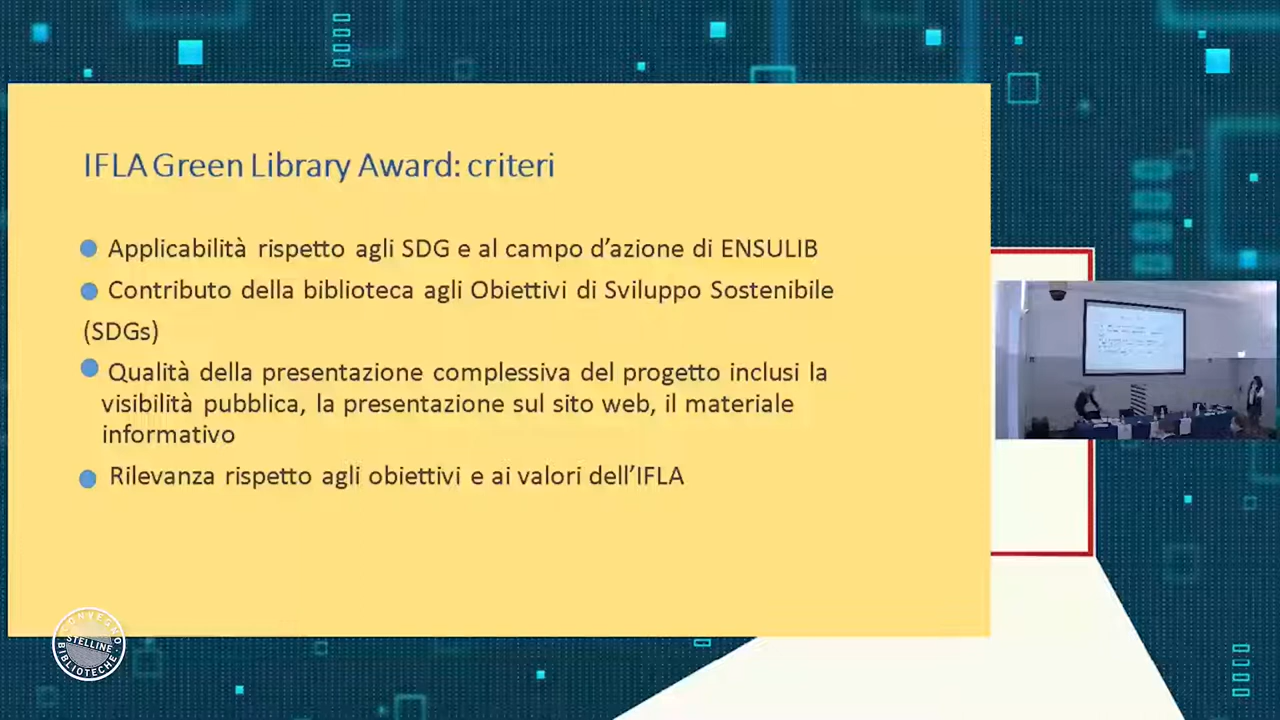 IFLA Green Library Award: criteri
Applicabilità rispetto agli SDG e al campo d’azione di ENSULIB
Contributo della biblioteca agli Obiettivi di Sviluppo Sostenibile
(SDGs)
Qualità della presentazione complessiva del progetto inclusi la
visibilità pubblica, la presentazione sul sito web, il materiale
informativo
Rilevanza rispetto agli obiettivi e ai valori dell’IFLA
CONVEGNO
STELLINE
BIBLIOTECHE